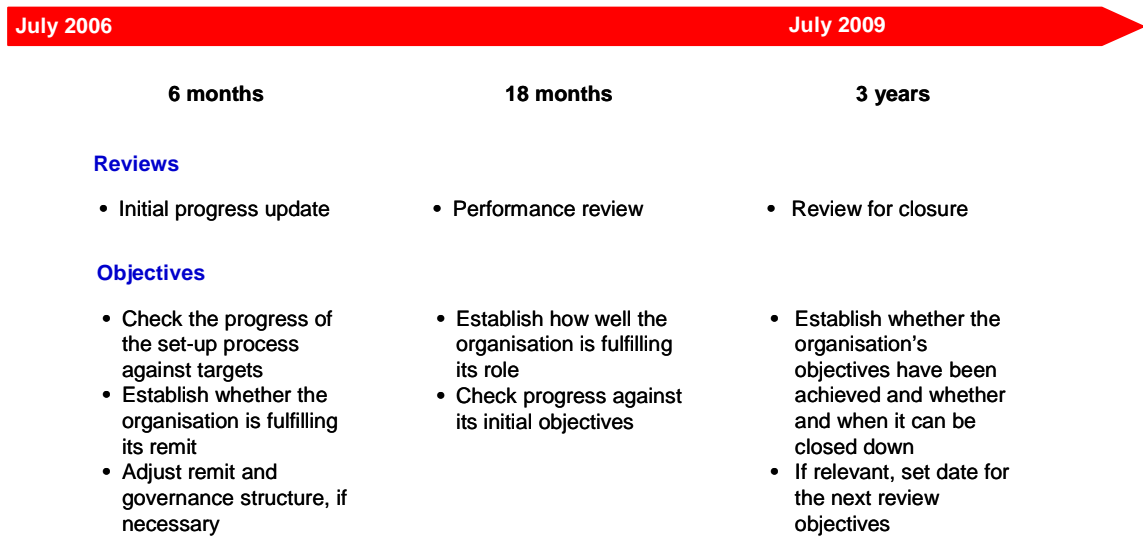 July 2006
July 2009
6 months
18 months
3 years
Reviews
• Initial progress update
• Performance review
• Review for closure
Objectives
• Check the progress of
the set-up process
against targets
• Establish whether the
organisation is fulfilling
its remit
• Adjust remit and
governance structure, if
necessary
• Establish how well the
organisation is fulfilling
its role
• Check progress against
its initial objectives
• Establish whether the
organisation’s
objectives have been
achieved and whether
and when it can be
closed down
• If relevant, set date for
the next review
objectives